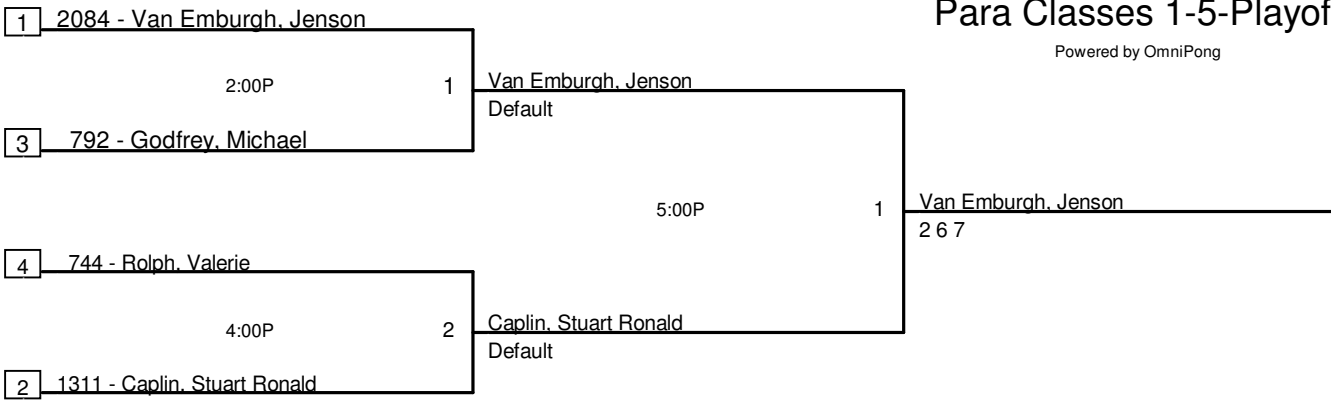 Para Classes 1-5-Playof
Powered by OmniPong
1 2084 - Van Emburgh, Jenson
2:00P 1
Van Emburgh, Jenson
Default
3 792 - Godfrey, Michael
5:00P 1
Van Emburgh, Jenson
2 6 7
4 744 - Rolph, Valerie
4:00P 2
Caplin, Stuart Ronald
Default
2 1311 - Caplin, Stuart Ronald